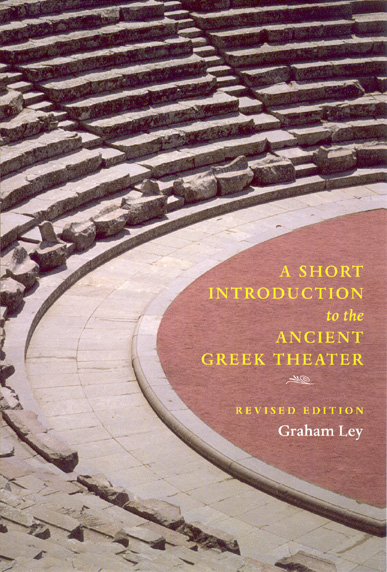 A SHORT
INTRODUCTION
to the
ANCIENT
GREEK THEATER
REVISED EDITION
Graham Ley